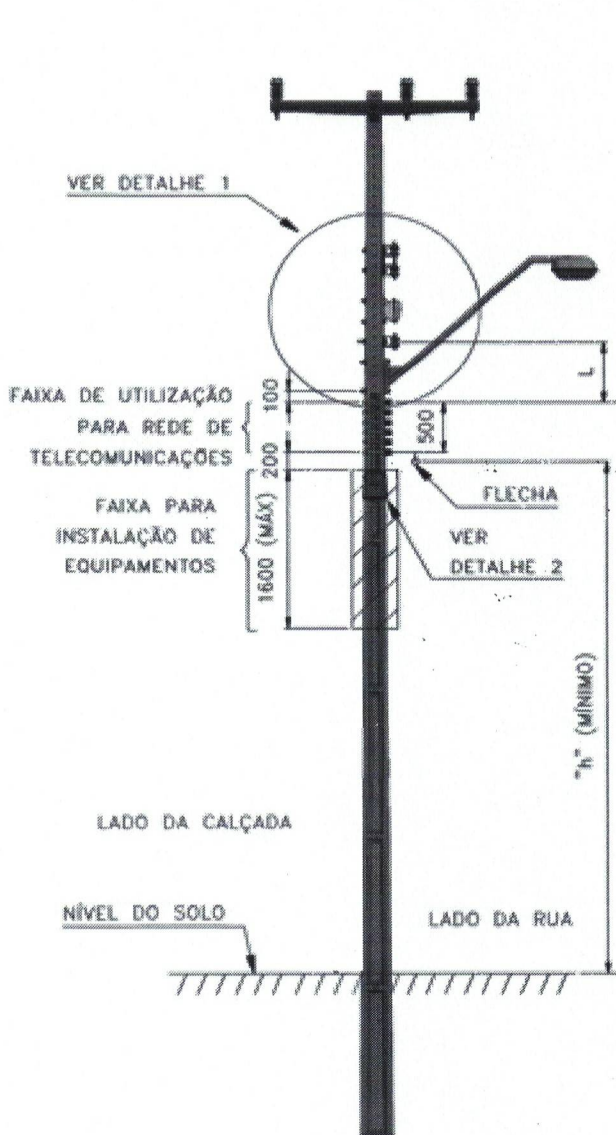 VER DETALHE 1
FAIXA DE UTILIZAÇÃO
PARA REDE DE
TELECOMUNICAÇÕES
100
200
L
500
FLECHA
FAIXA PARA
INSTALAÇÃO DE
EQUIPAMENTOS
1600 (MÁX)
VER
DETALHE 2
"h" (MÍNIMO)
LADO DA CALÇADA
NÍVEL DO SOLO
LADO DA RUA